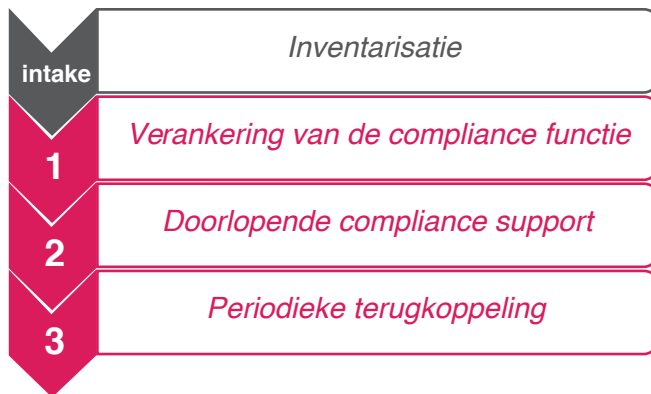 intake
Inventarisatie
1
Verankering van de compliance functie
2
Doorlopende compliance support
3
Periodieke terugkoppeling